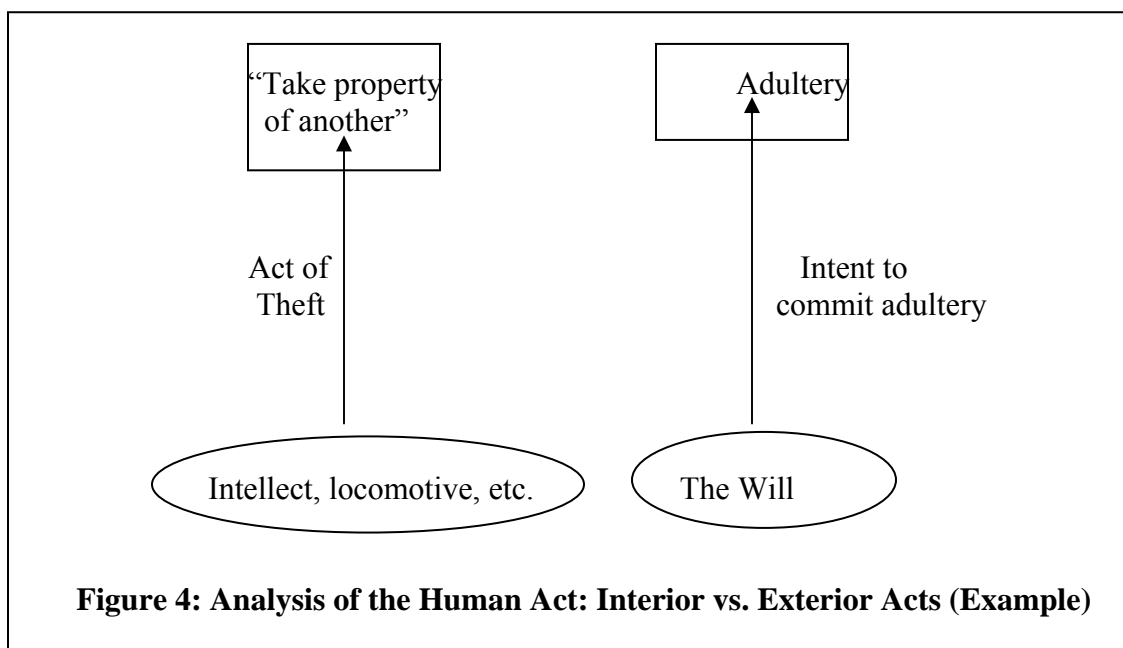 “Take property
of another”
Adultery
Act of
Theft
Intent to
commit adultery
Intellect, locomotive, etc.
The Will
Figure 4: Analysis of the Human Act: Interior vs. Exterior Acts (Example)